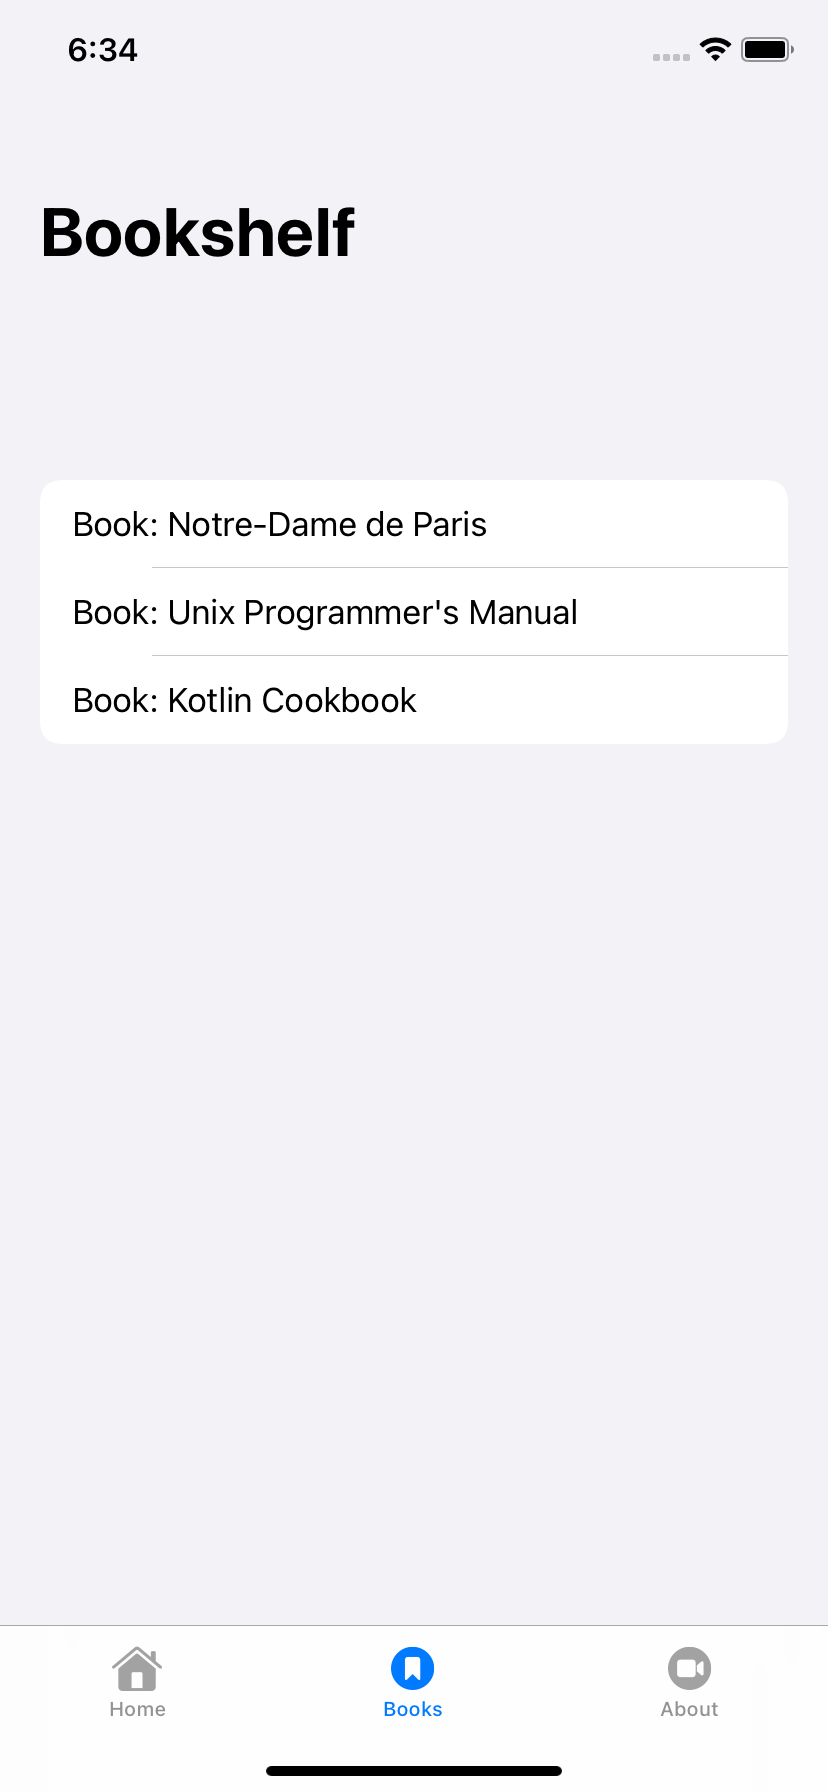 6:34
Bookshelf
Book: Notre-Dame de Paris
Book: Unix Programmer's Manual
Book: Kotlin Cookbook
Home
Books
About